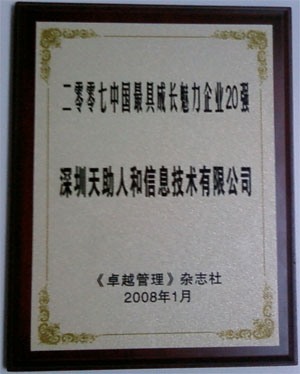 二零零七中国最具成长魅力企业20强
深圳天助人和信息技术有限公司
《卓越管理》杂志社
2008年1月